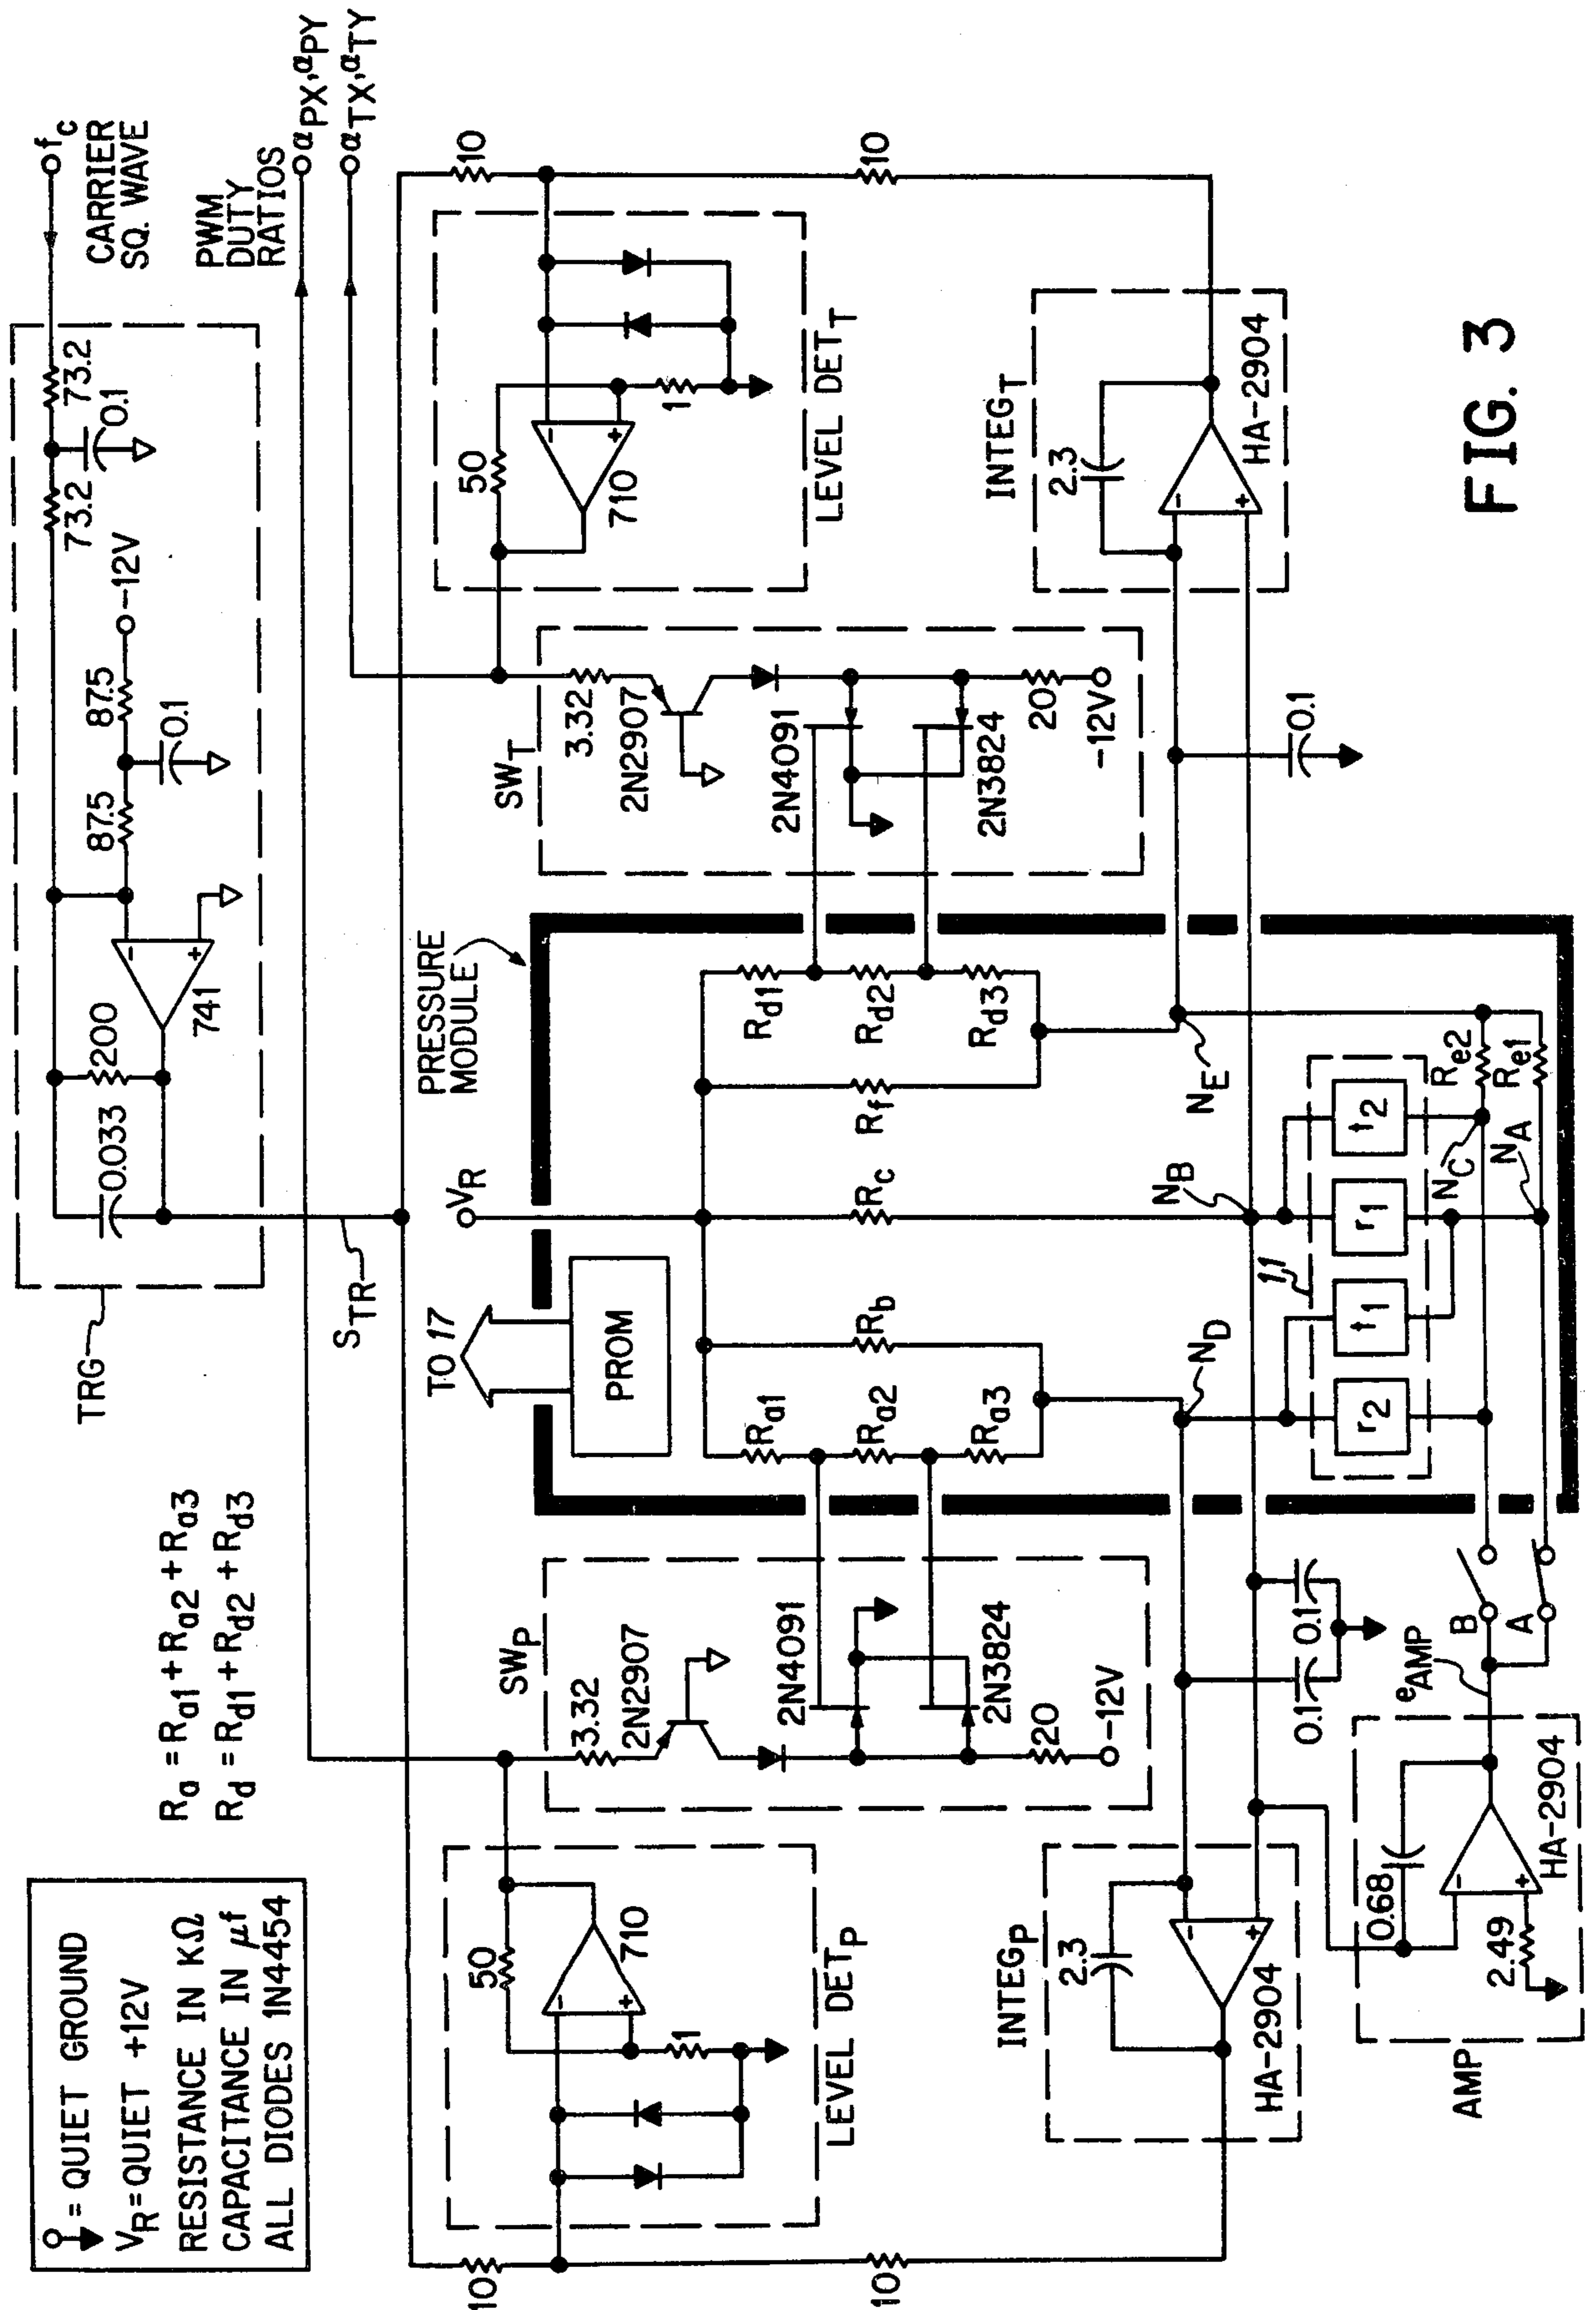 = QUIET GROUND
V_R = QUIET +12V
RESISTANCE IN KΩ
CAPACITANCE IN μf
ALL DIODES 1N4454
R_a = R_a1 + R_a2 + R_a3
R_d = R_d1 + R_d2 + R_d3
TRG
0.033
200
741
87.5
87.5
-12V
0.1
73.2
73.2
0.1
f_C
CARRIER
SQ. WAVE
PWM
DUTY
RATIOS
α_PX, α_PY
α_TX, α_TY
S_TR
10
10
50
710
1
LEVEL DET_P
SW_P
3.32
2N2907
2N4091
2N3824
20
-12V
TO 17
PROM
V_R
PRESSURE
MODULE
R_a1
R_a2
R_a3
R_b
R_c
R_f
R_d1
R_d2
R_d3
SW_T
3.32
2N2907
2N4091
2N3824
20
-12V
50
710
1
LEVEL DET_T
10
10
INTEG_P
2.3
HA-2904
0.1
0.1
N_D
N_B
N_E
11
r2
t1
r1
t2
N_C
N_A
R_e2
R_e1
0.1
INTEG_T
2.3
HA-2904
AMP
0.68
2.49
HA-2904
e_AMP
B
A
FIG. 3